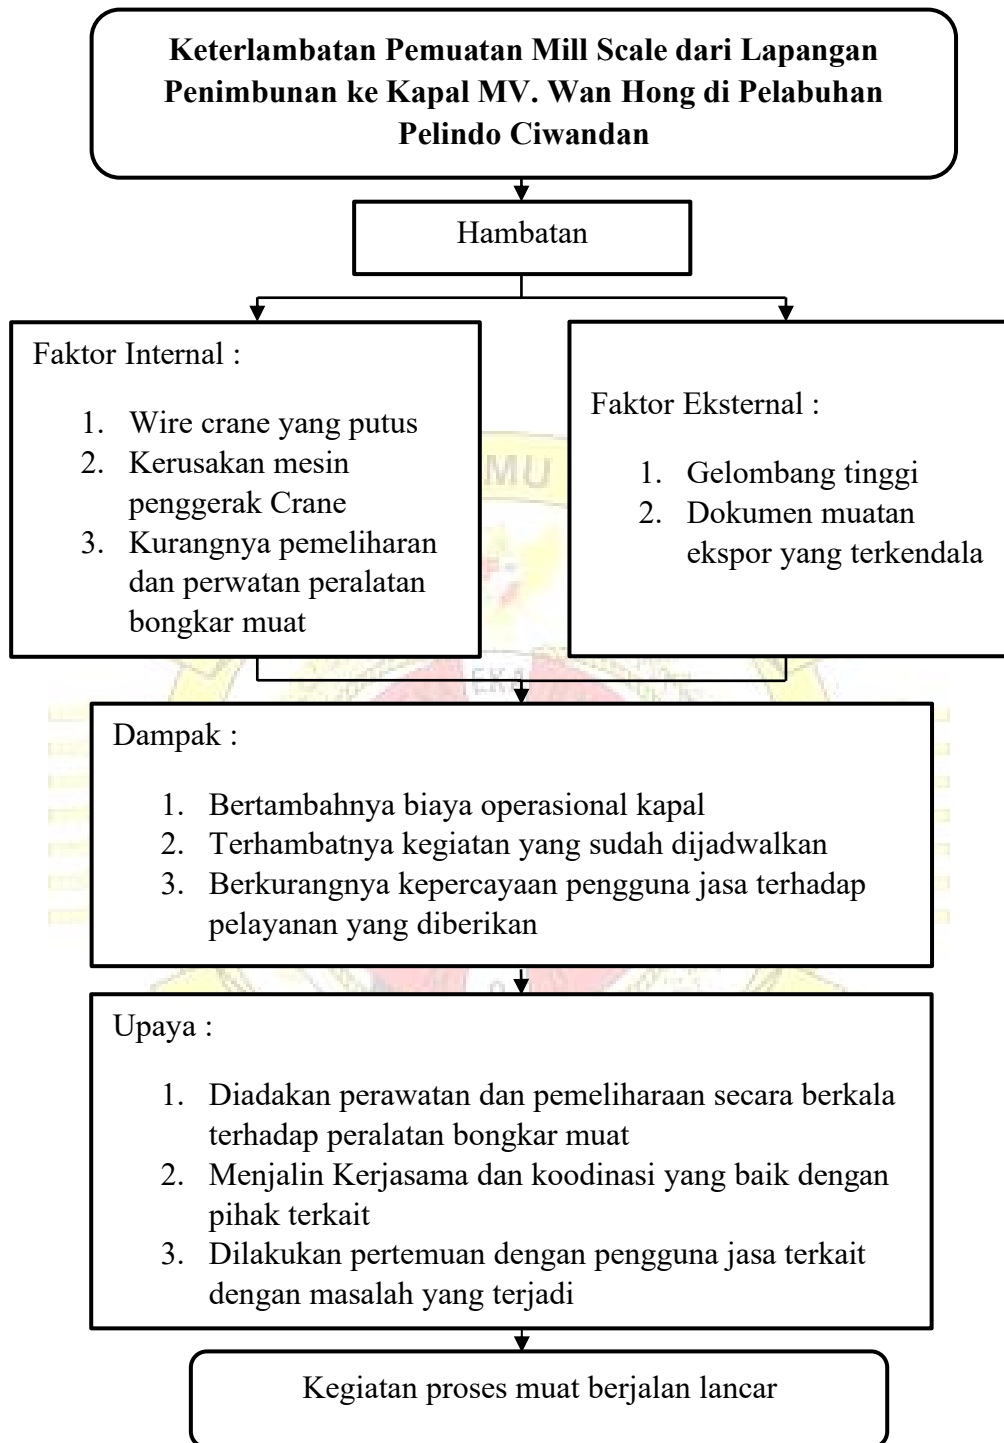 Keterlambatan Pemuatan Mill Scale dari Lapangan
Penimbunan ke Kapal MV. Wan Hong di Pelabuhan
Pelindo Ciwandan
Hambatan
Faktor Internal :
1. Wire crane yang putus
2. Kerusakan mesin
penggerak Crane
3. Kurangnya pemeliharan
dan perwatan peralatan
bongkar muat
Faktor Eksternal :
1. Gelombang tinggi
2. Dokumen muatan
ekspor yang terkendala
MU
EKA
Dampak :
1. Bertambahnya biaya operasional kapal
2. Terhambatnya kegiatan yang sudah dijadwalkan
3. Berkurangnya kepercayaan pengguna jasa terhadap
pelayanan yang diberikan
Upaya :
1. Diadakan perawatan dan pemeliharaan secara berkala
terhadap peralatan bongkar muat
2. Menjalin Kerjasama dan koodinasi yang baik dengan
pihak terkait
3. Dilakukan pertemuan dengan pengguna jasa terkait
dengan masalah yang terjadi
Kegiatan proses muat berjalan lancar